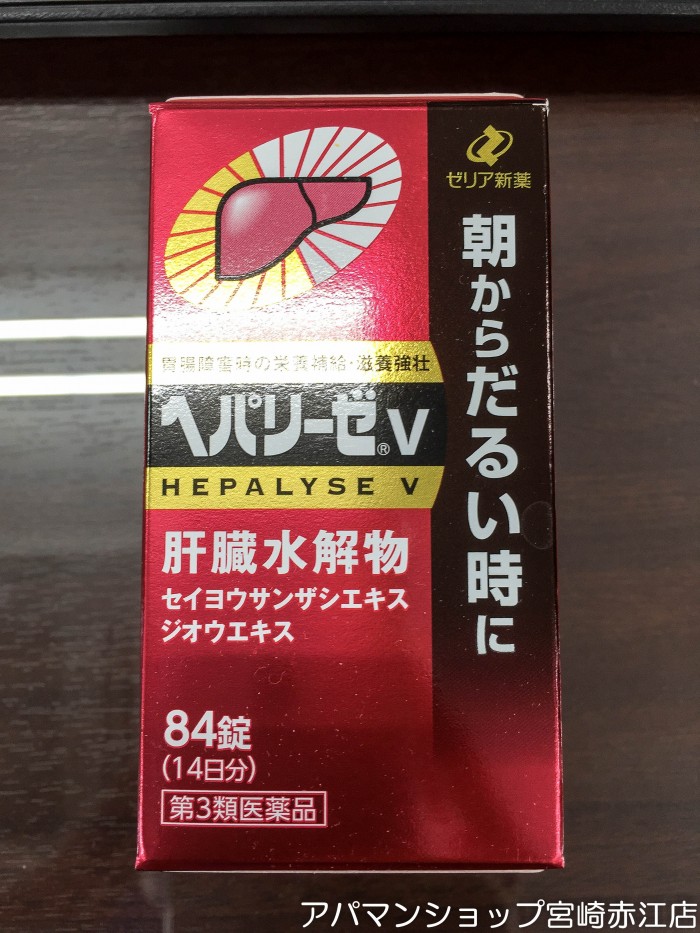 ゼリア新薬
朝からだるい時に
胃腸障害時の栄養補給・滋養強壮
ヘパリーゼ®V
HEPALYSE V
肝臓水解物
セイヨウサンザシエキス
ジオウエキス
84錠
(14日分)
第3類医薬品
アパマンショップ宮崎赤江店